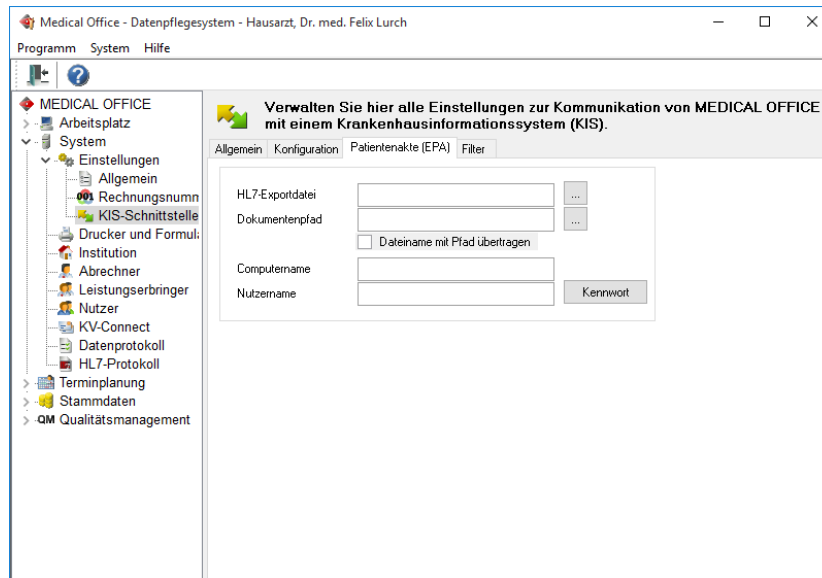 Medical Office - Datenpflegesystem - Hausarzt, Dr. med. Felix Lurch
Programm System Hilfe
MEDICAL OFFICE
Arbeitsplatz
System
Einstellungen
Allgemein
001 Rechnungsnumn
KIS-Schnittstelle
Drucker und Formula
Institution
Abrechner
Leistungserbringer
Nutzer
KV-Connect
Datenprotokoll
HL7-Protokoll
Terminplanung
Stammdaten
QM Qualitätsmanagement
Verwalten Sie hier alle Einstellungen zur Kommunikation von MEDICAL OFFICE
mit einem Krankenhausinformationssystem (KIS).
Allgemein Konfiguration Patientenakte (EPA) Filter
HL7-Exportdatei ...
Dokumentenpfad ...
Dateiname mit Pfad übertragen
Computername
Nutzername Kennwort